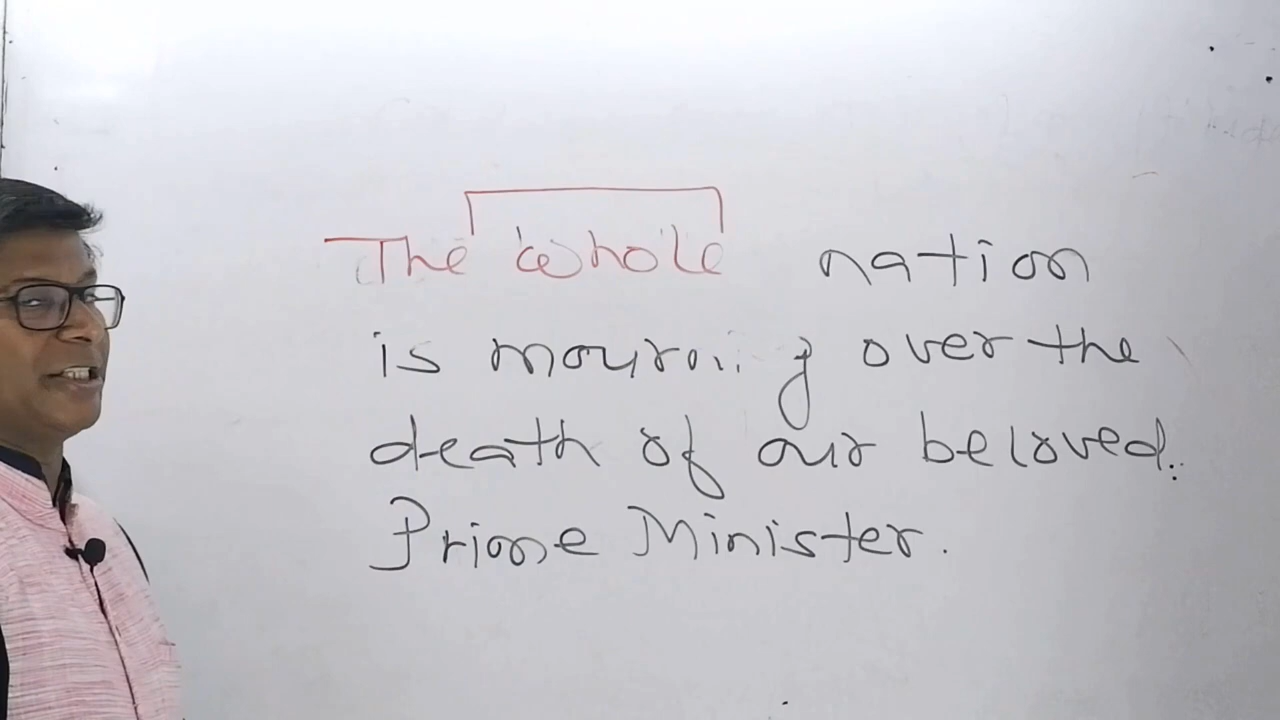 The whole nation
is mourning over the
death of our beloved.
Prime Minister.